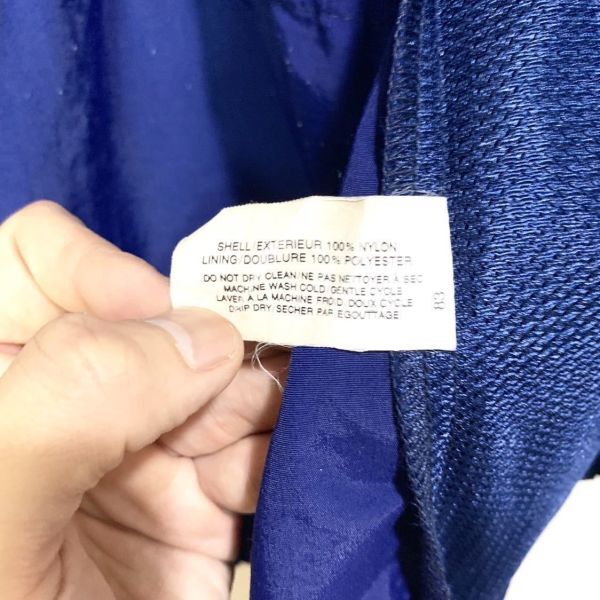 SHELL/EXTERIEUR 100% NYLON
LINING/DOUBLURE 100% POLYESTER
DO NOT DRY CLEAN/NE PAS NETTOYER A SEC
MACHINE WASH COLD/GENTLE CYCLE
LAVER A LA MACHINE FROID/DOUX CYCLE
DRIP DRY/SECHER PAR EGOUTTAGE
83